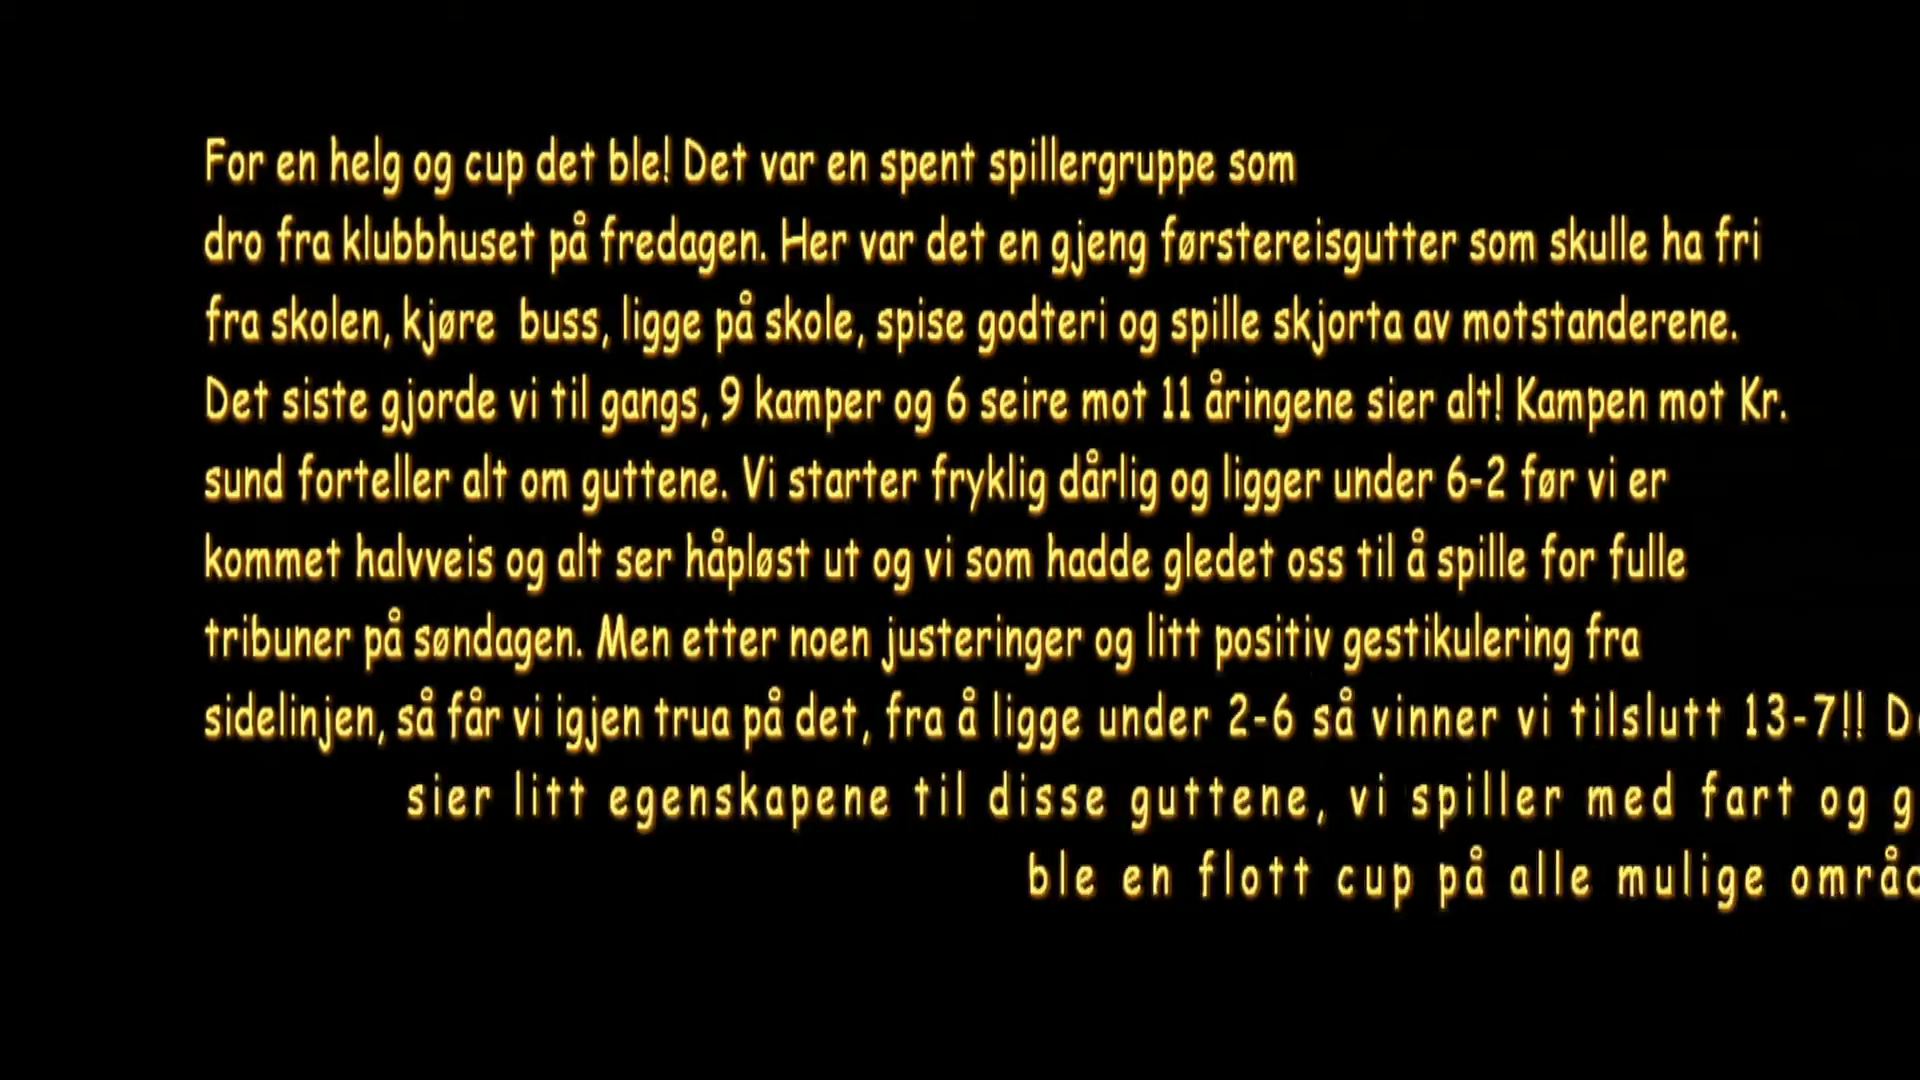 For en helg og cup det ble! Det var en spent spillergruppe som
dro fra klubbhuset på fredagen. Her var det en gjeng førstereisgutter som skulle ha fri
fra skolen, kjøre  buss, ligge på skole, spise godteri og spille skjorta av motstanderene.
Det siste gjorde vi til gangs, 9 kamper og 6 seire mot 11 åringene sier alt! Kampen mot Kr.
sund forteller alt om guttene. Vi starter fryklig dårlig og ligger under 6-2 før vi er
kommet halvveis og alt ser håpløst ut og vi som hadde gledet oss til å spille for fulle
tribuner på søndagen. Men etter noen justeringer og litt positiv gestikulering fra
sidelinjen, så får vi igjen trua på det, fra å ligge under 2-6 så vinner vi tilslutt 13-7!!
sier litt egenskapene til disse guttene, vi spiller med fart og
ble en flott cup på alle mulige